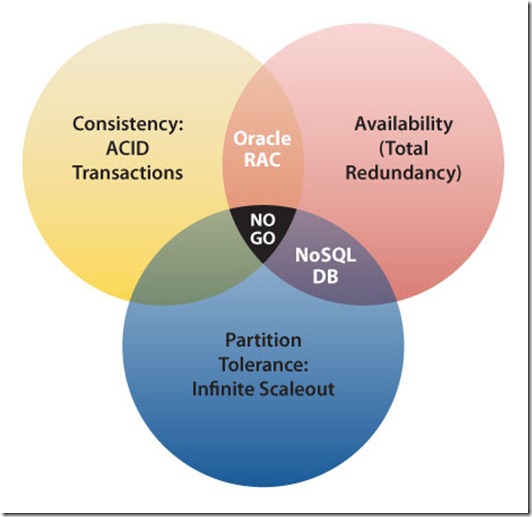 Consistency:
ACID
Transactions
Oracle
RAC
Availability
(Total
Redundancy)
NO
GO
NoSQL
DB
Partition
Tolerance:
Infinite Scaleout